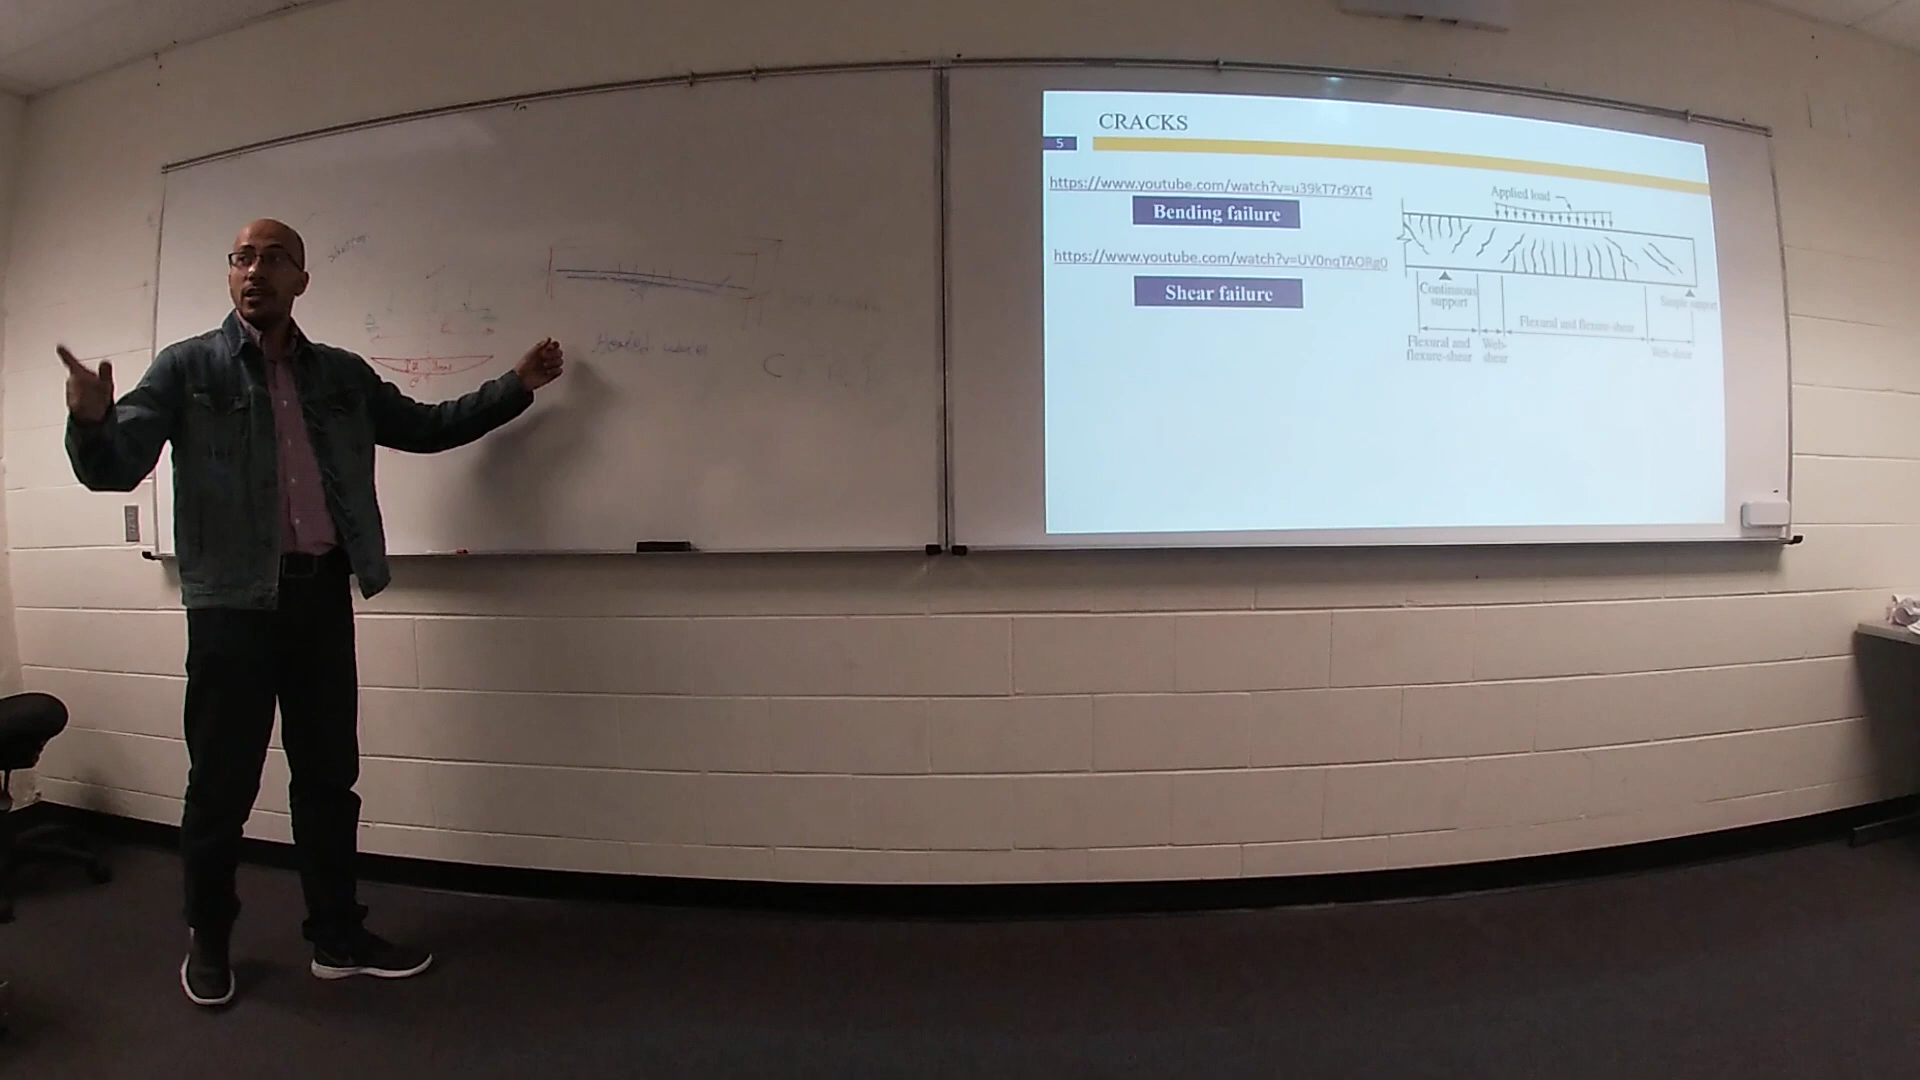 CRACKS
5
https://www.youtube.com/watch?v=u39kT7r9XT4
Bending failure
https://www.youtube.com/watch?v=UV0nqTAORg0
Shear failure
Applied load
Continuous
support
Simple support
Flexural and flexure-shear
Flexural and
flexure-shear
Web-
shear
Web-shear
C